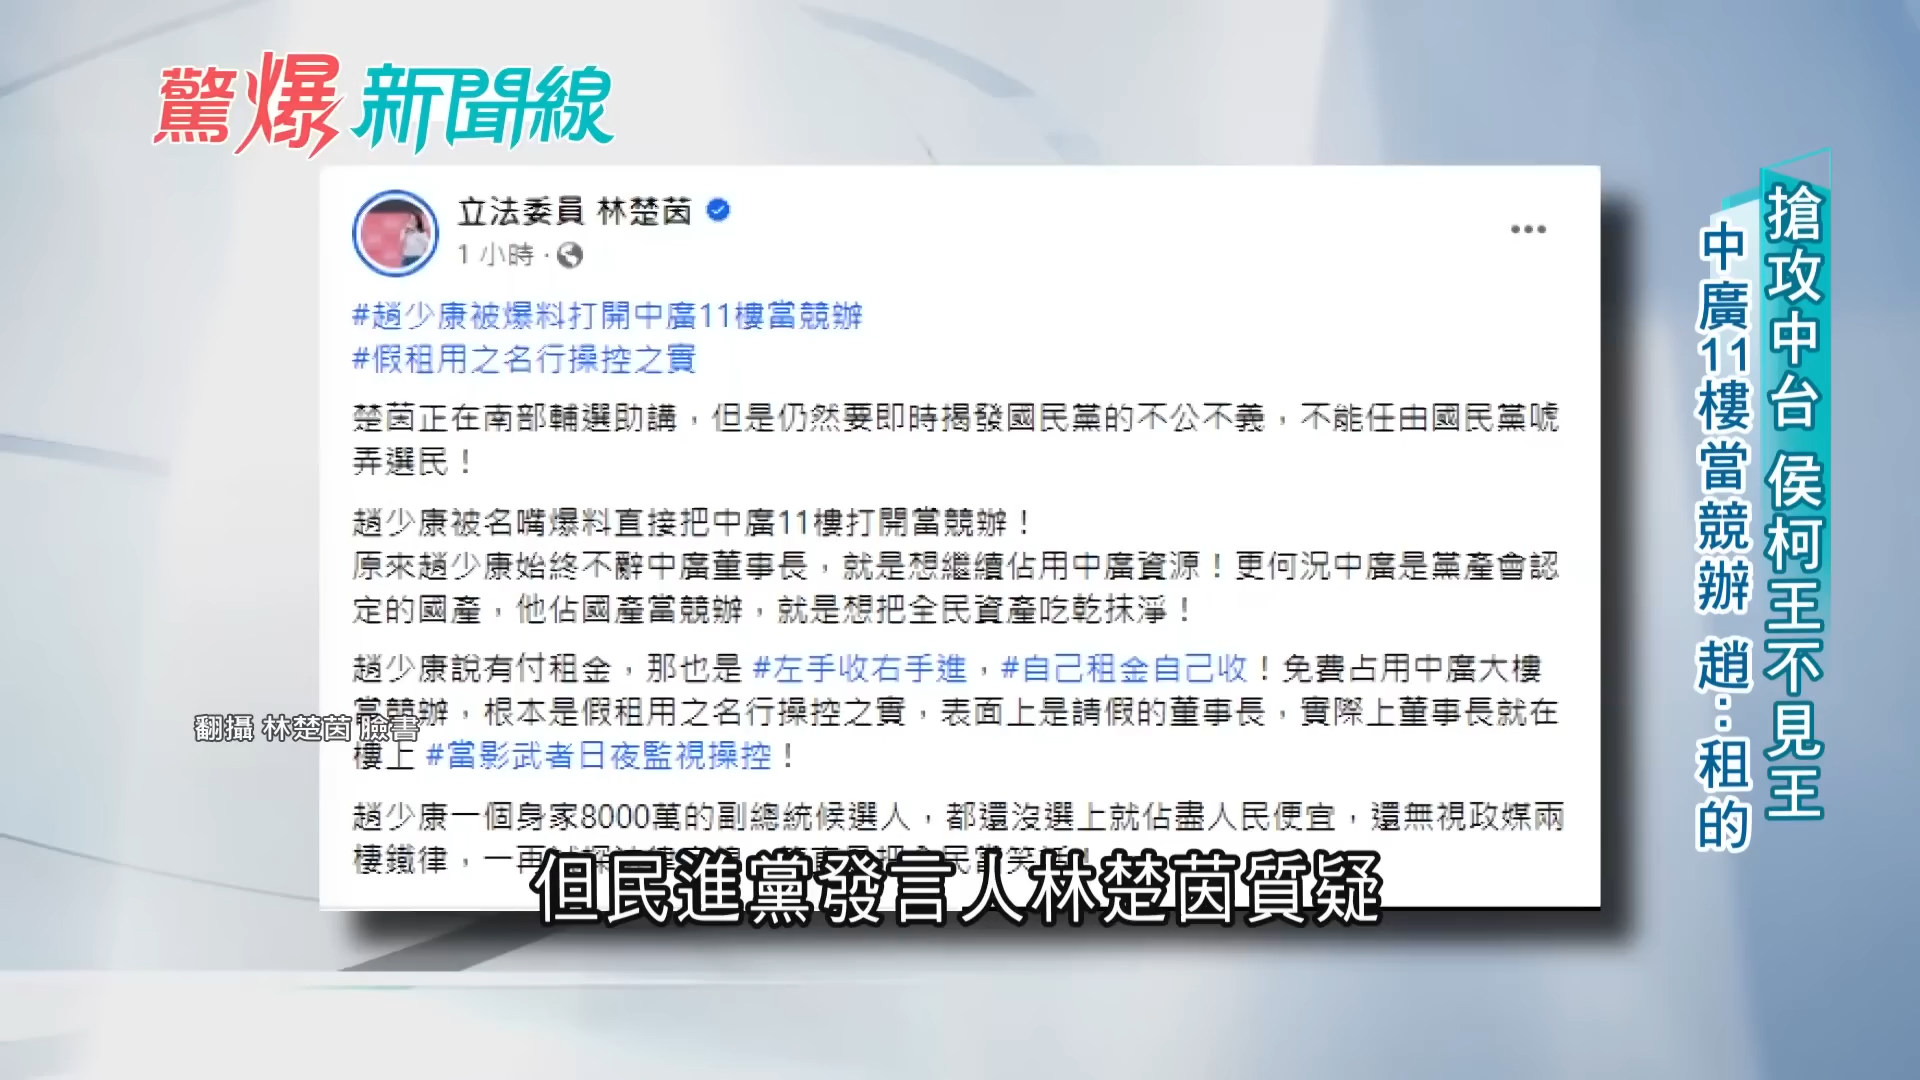 驚爆新聞線
立法委員 林楚茵
1 小時
#趙少康被爆料打開中廣11樓當競辦
#假租用之名行操控之實
楚茵正在南部輔選助講，但是仍然要即時揭發國民黨的不公不義，不能任由國民黨唬
弄選民！
趙少康被名嘴爆料直接把中廣11樓打開當競辦！
原來趙少康始終不辭中廣董事長，就是想繼續佔用中廣資源！更何況中廣是黨產會認
定的國產，他佔國產當競辦，就是想把全民資產吃乾抹淨！
趙少康說有付租金，那也是 #左手收右手進，#自己租金自己收！免費占用中廣大樓
當競辦，根本是假租用之名行操控之實，表面上是請假的董事長，實際上董事長就在
樓上 #當影武者日夜監視操控！
趙少康一個身家8000萬的副總統候選人，都還沒選上就佔盡人民便宜，還無視政媒兩
棲鐵律，一再
翻攝 林楚茵 臉書
但民進黨發言人林楚茵質疑
搶攻中台 侯柯王不見王
中廣11樓當競辦 趙：租的